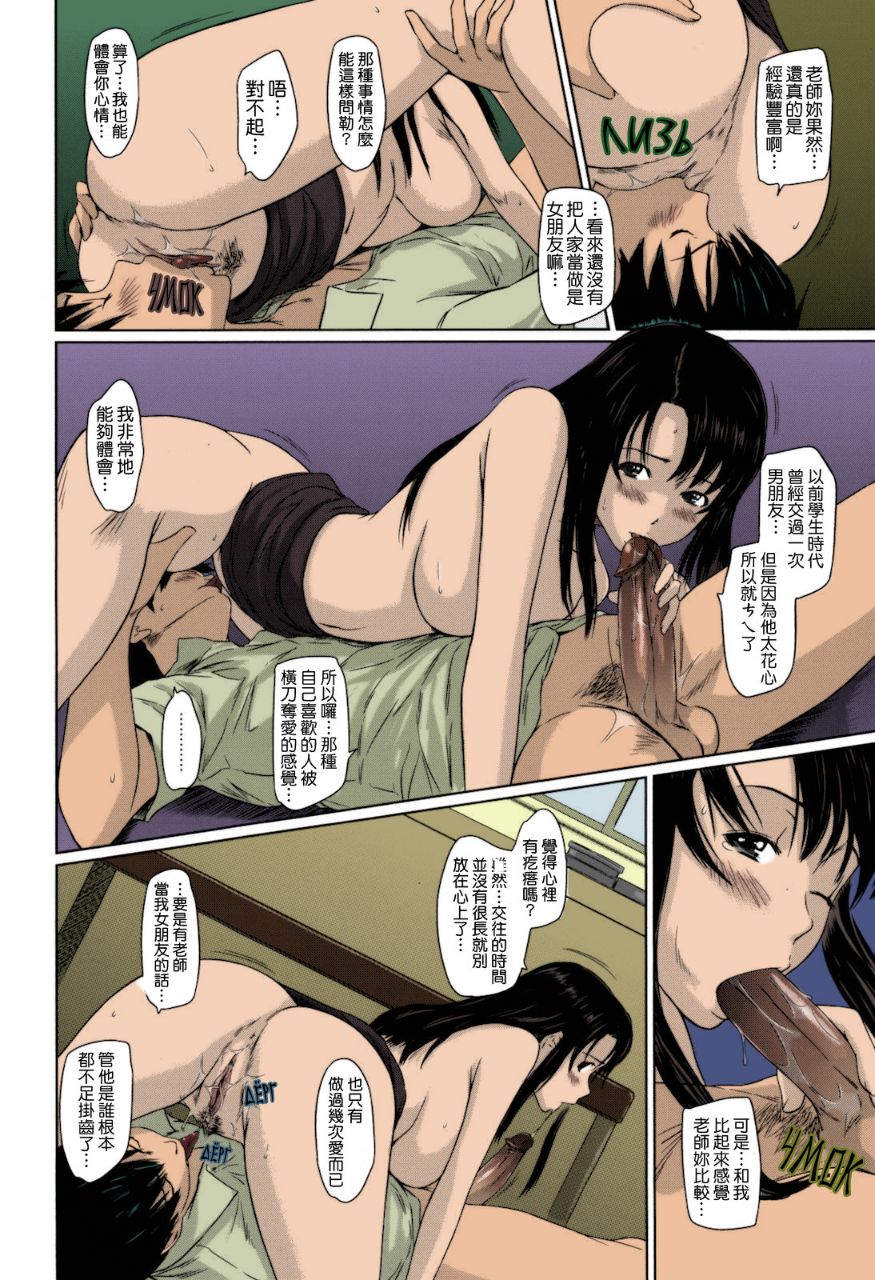 老師妳果然…
還真的是
經驗豐富啊…
ЛИЗЬ
…看來還沒有
把人家當做是
女朋友嘛…
那種事情怎麼
能這樣問勒?
唔…
對不起…
算了…我也能
體會你心情…
ЧМОК
以前學生時代
曾經交過一次
男朋友…
但是因為他太花心
所以就ㄘㄟ了
我非常地
能夠體會…
所以囉…那種
自己喜歡的人被
橫刀奪愛的感覺…
………
可是…和我
比起來感覺
老師妳比較…
ЧМОК
覺得心裡
有疙瘩嗎?
然…交往的時間
並沒有很長就別
放在心上了…
也只有
做過幾次愛而已
…要是有老師
當我女朋友的話…
管他是誰根本
都不足掛齒了…
ДЁРГ
ДЁРГ